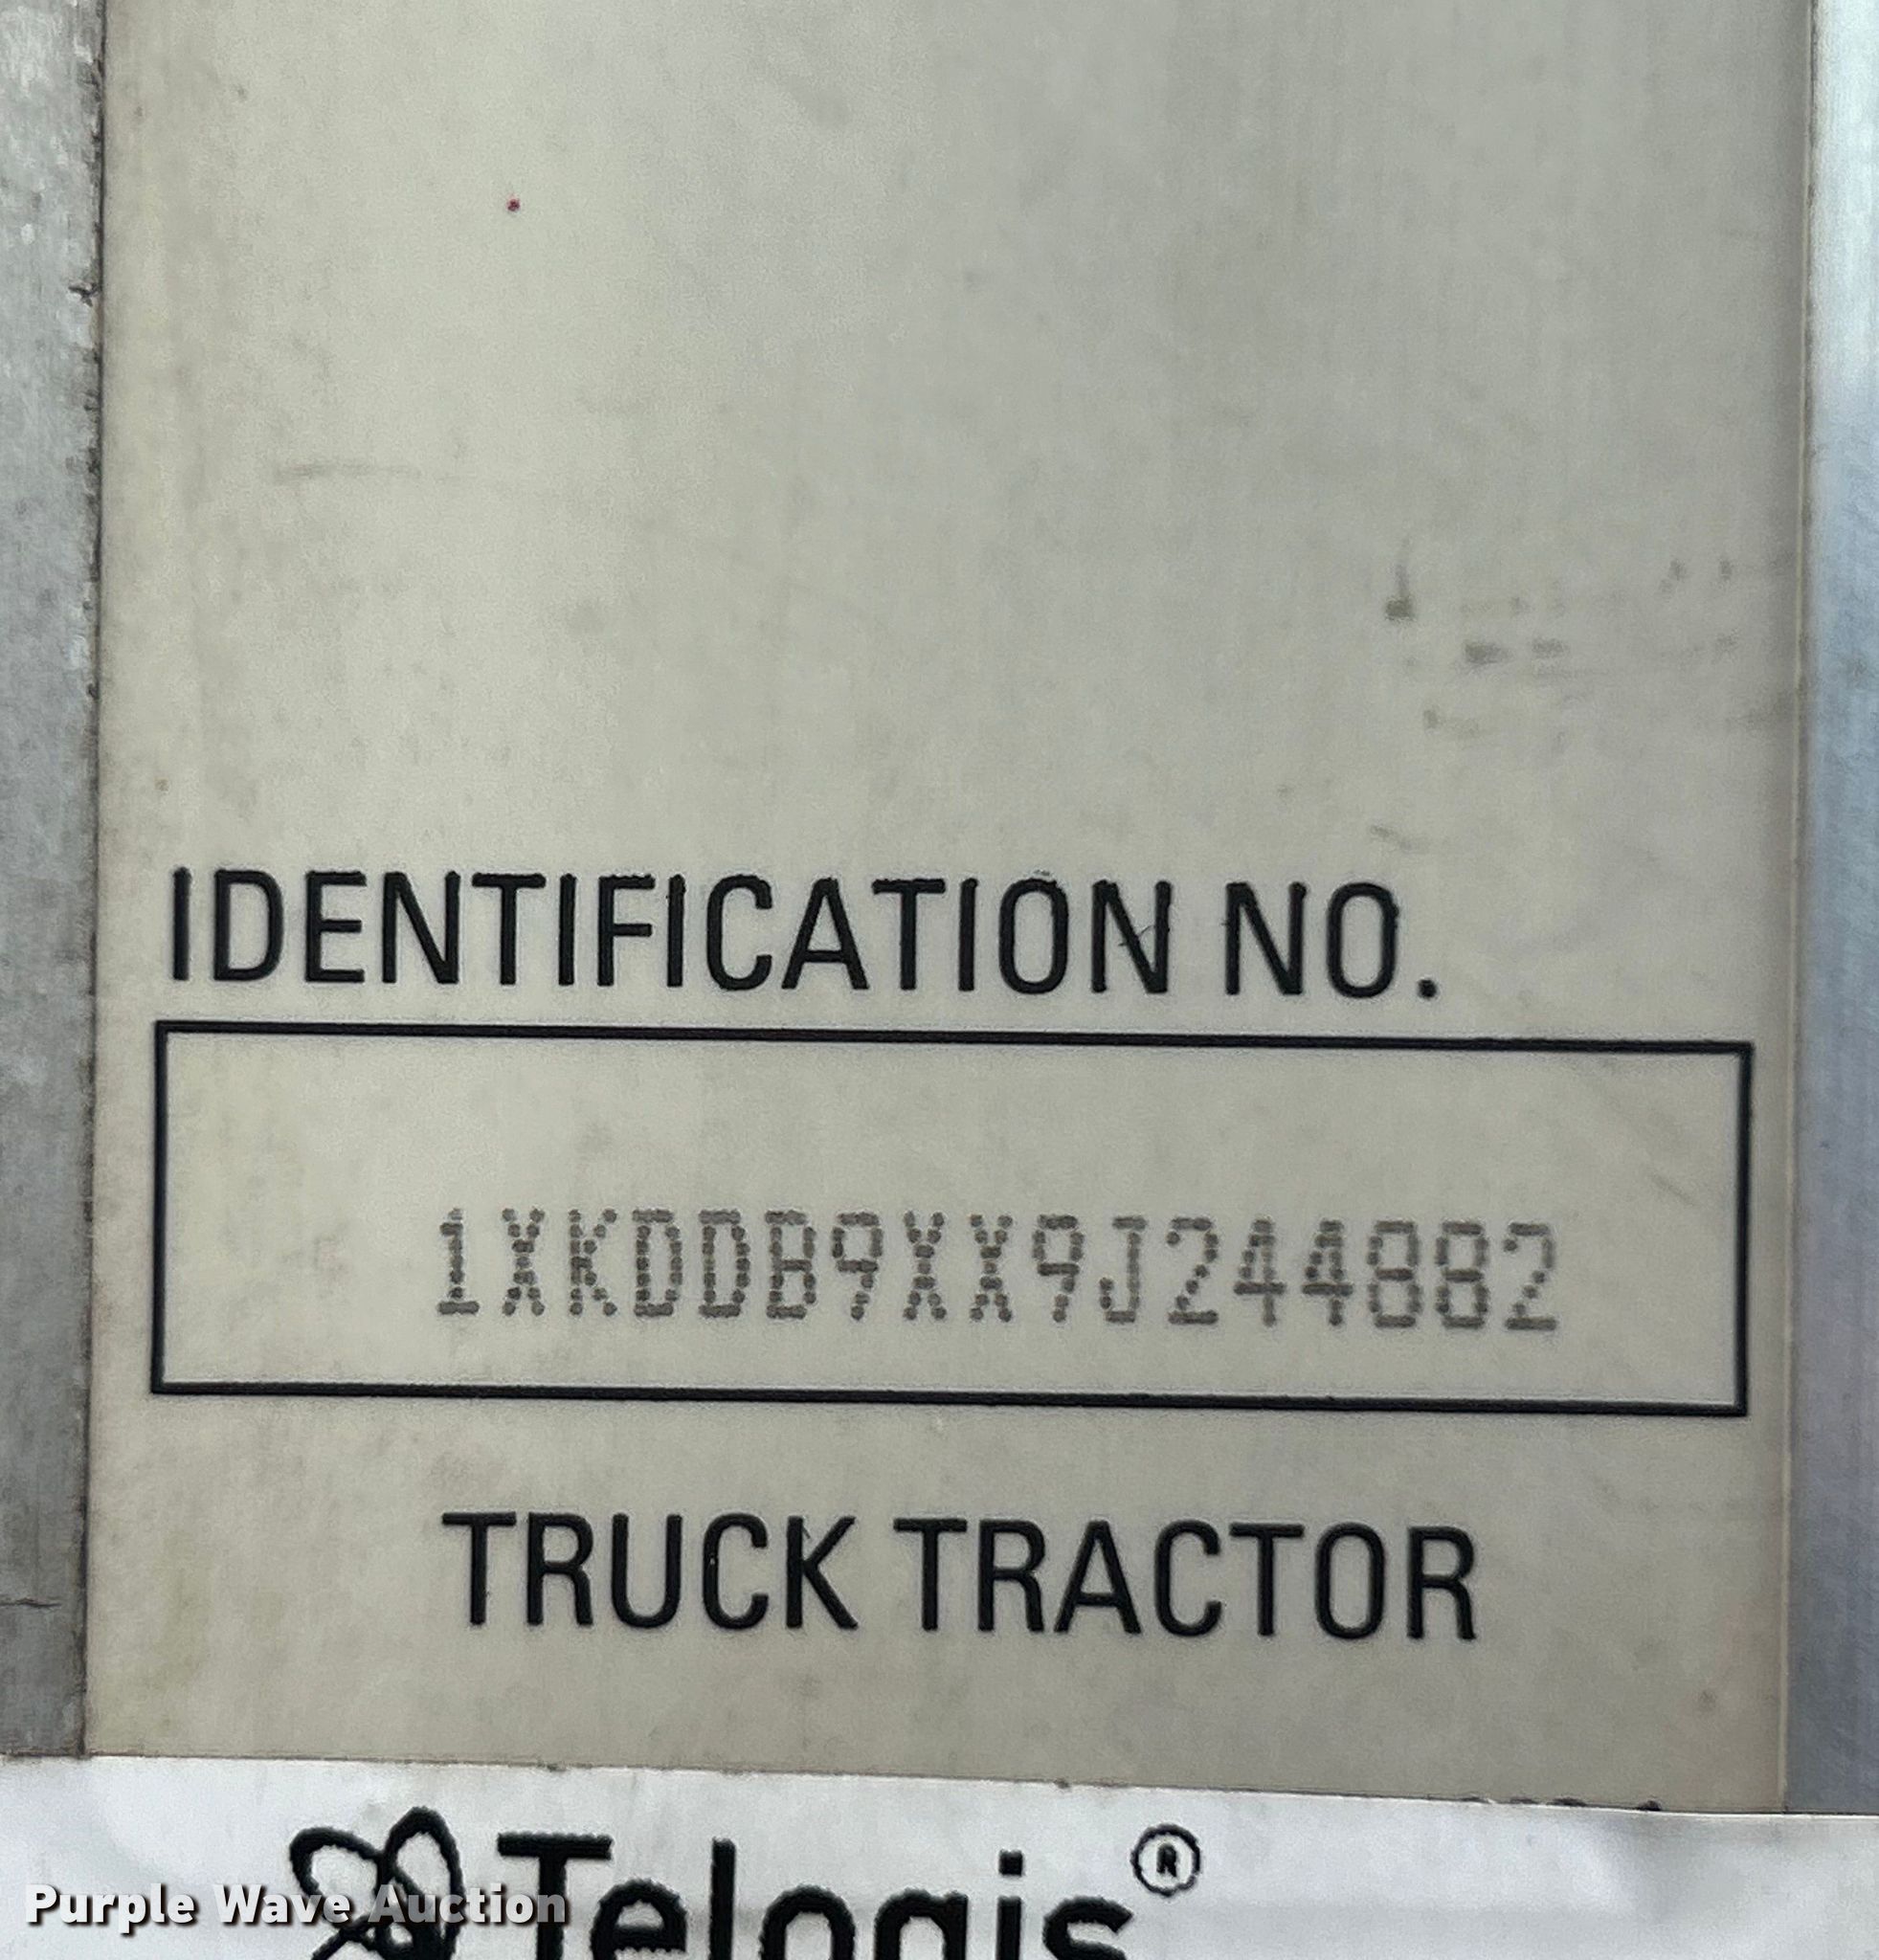 IDENTIFICATION NO.
1XKDDB9XX9J244882
TRUCK TRACTOR
Telogis®
Purple Wave Auction